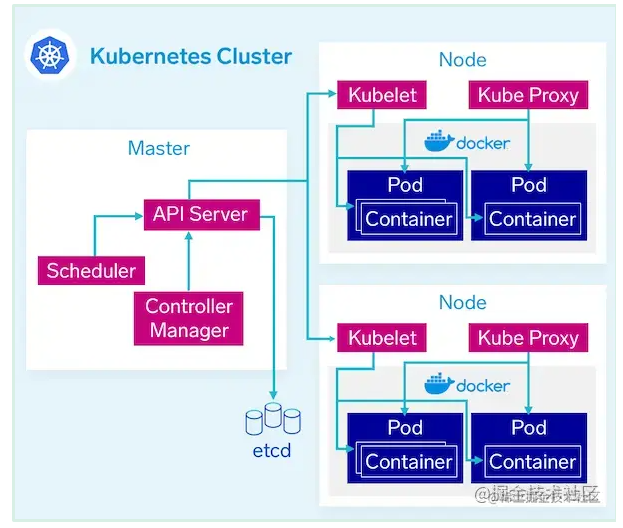 Kubernetes Cluster
Master
API Server
Scheduler
Controller
Manager
etcd
Node
Kubelet
Kube Proxy
docker
Pod
Container
Pod
Container
Node
Kubelet
Kube Proxy
docker
Pod
Container
Pod
Container
@稀土掘金技术社区